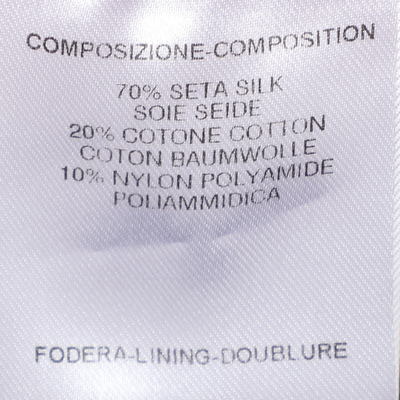 COMPOSIZIONE-COMPOSITION
70% SETA SILK
SOIE SEIDE
20% COTONE COTTON
COTON BAUMWOLLE
10% NYLON POLYAMIDE
POLIAMMIDICA
FODERA-LINING-DOUBLURE